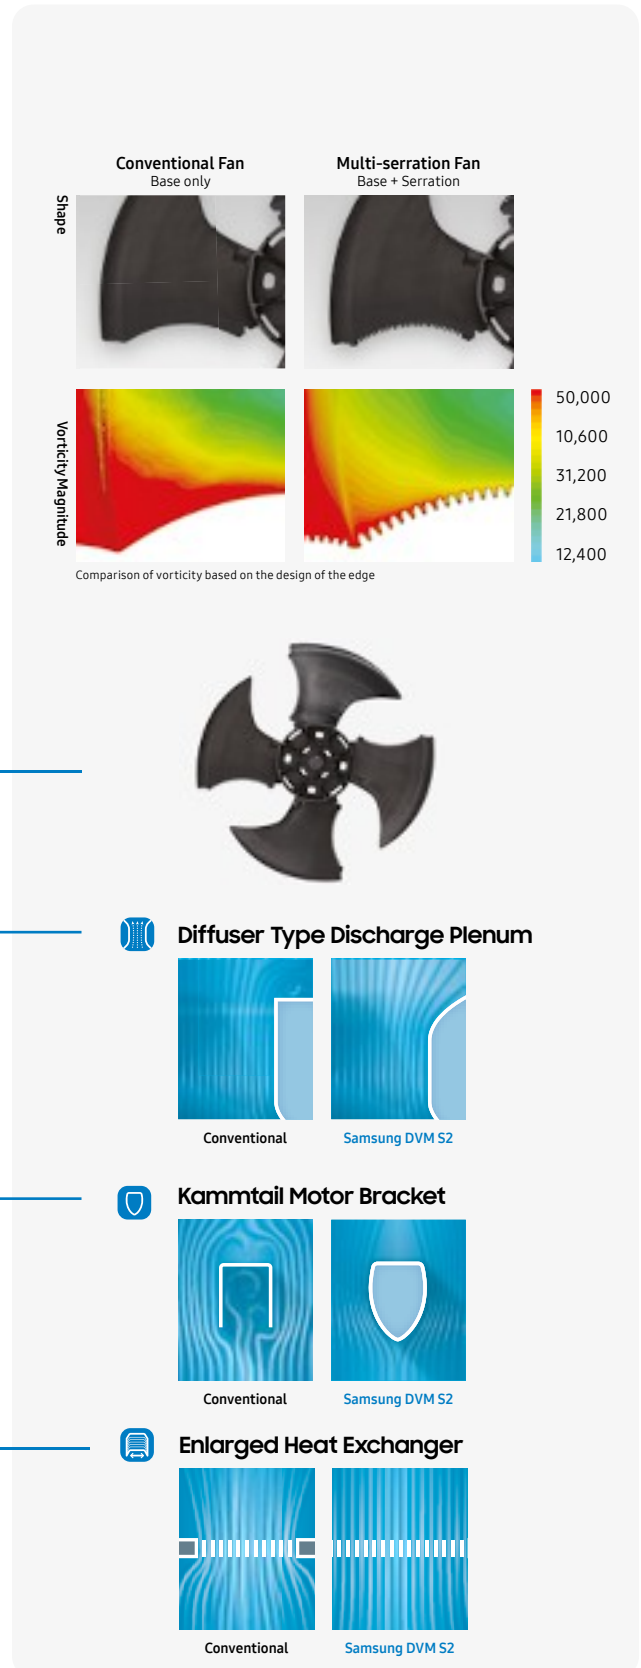 Conventional Fan
Base only
Multi-serration Fan
Base + Serration
Shape
Vorticity Magnitude
50,000
10,600
31,200
21,800
12,400
Comparison of vorticity based on the design of the edge
Diffuser Type Discharge Plenum
Conventional
Samsung DVM S2
Kammtail Motor Bracket
Conventional
Samsung DVM S2
Enlarged Heat Exchanger
Conventional
Samsung DVM S2